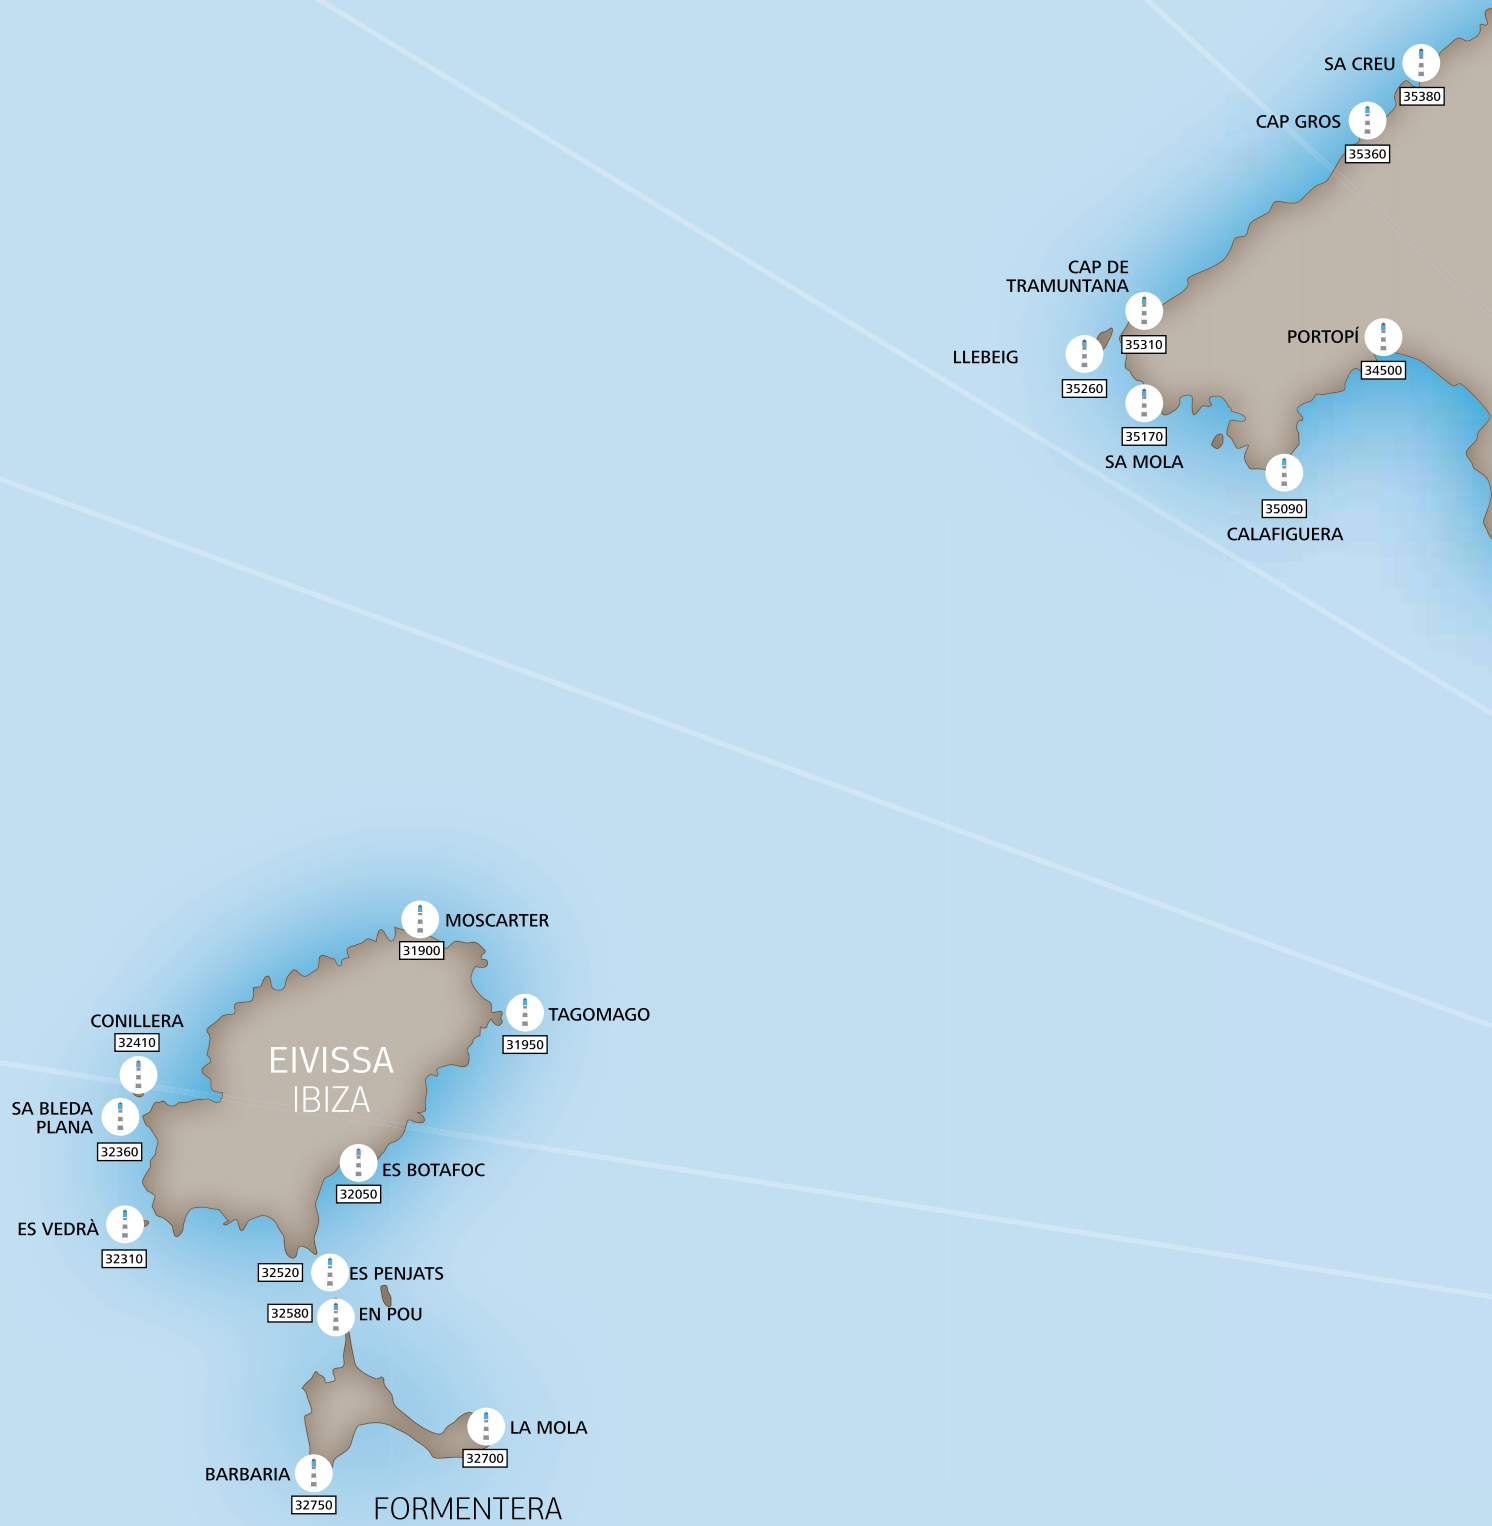 SA CREU
35380
CAP GROS
35360
CAP DE
TRAMUNTANA
35310
PORTOPÍ
34500
LLEBEIG
35260
35170
SA MOLA
35090
CALAFIGUERA
MOSCARTER
31900
TAGOMAGO
31950
CONILLERA
32410
EIVISSA
IBIZA
SA BLEDA
PLANA
32360
ES BOTAFOC
32050
ES VEDRÀ
32310
32520
ES PENJATS
32580
EN POU
LA MOLA
32700
BARBARIA
32750
FORMENTERA